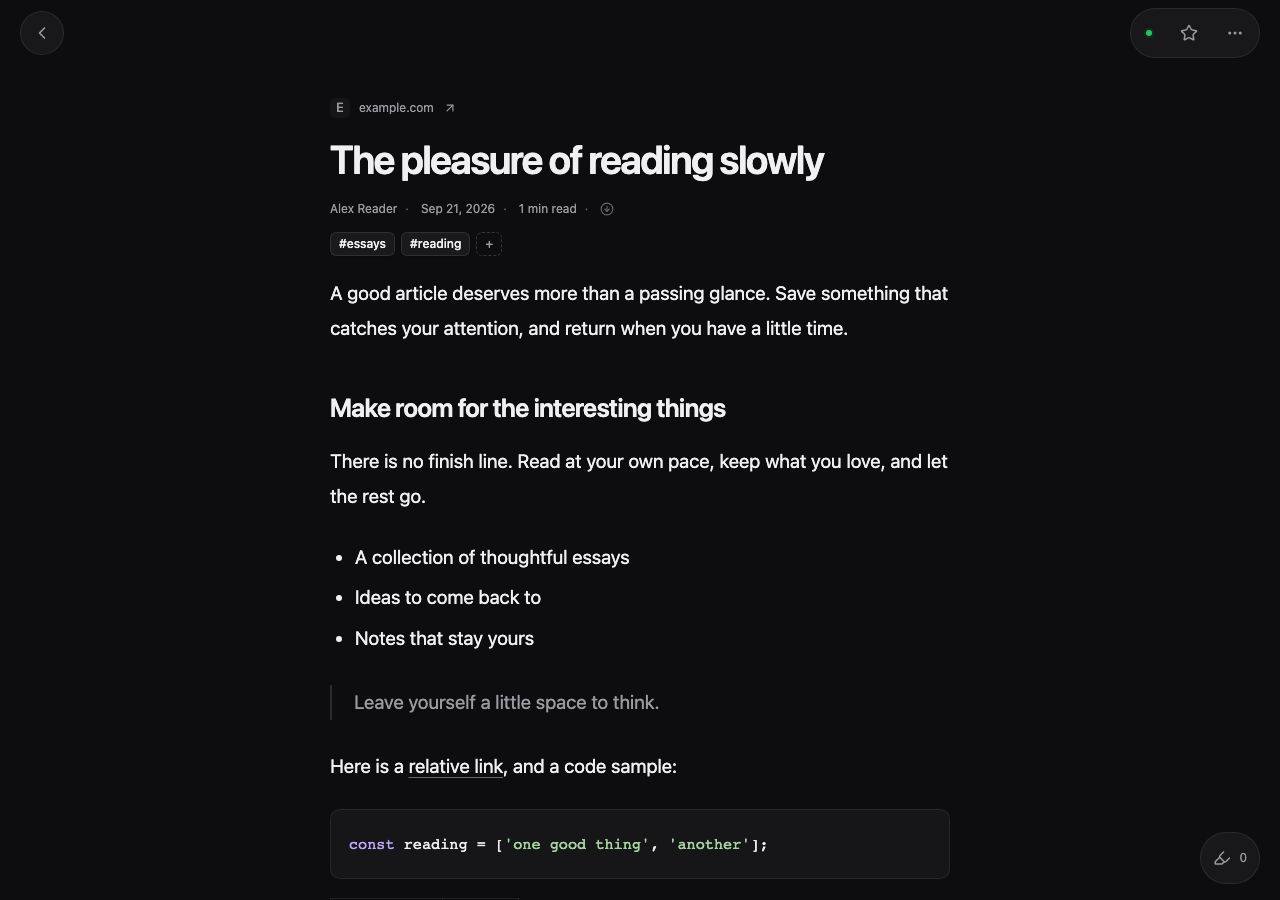 E example.com
The pleasure of reading slowly
Alex Reader · Sep 21, 2026 · 1 min read ·
#essays #reading +
A good article deserves more than a passing glance. Save something that
catches your attention, and return when you have a little time.
Make room for the interesting things
There is no finish line. Read at your own pace, keep what you love, and let
the rest go.
• A collection of thoughtful essays
• Ideas to come back to
• Notes that stay yours
Leave yourself a little space to think.
Here is a relative link, and a code sample:
const reading = ['one good thing', 'another'];
0